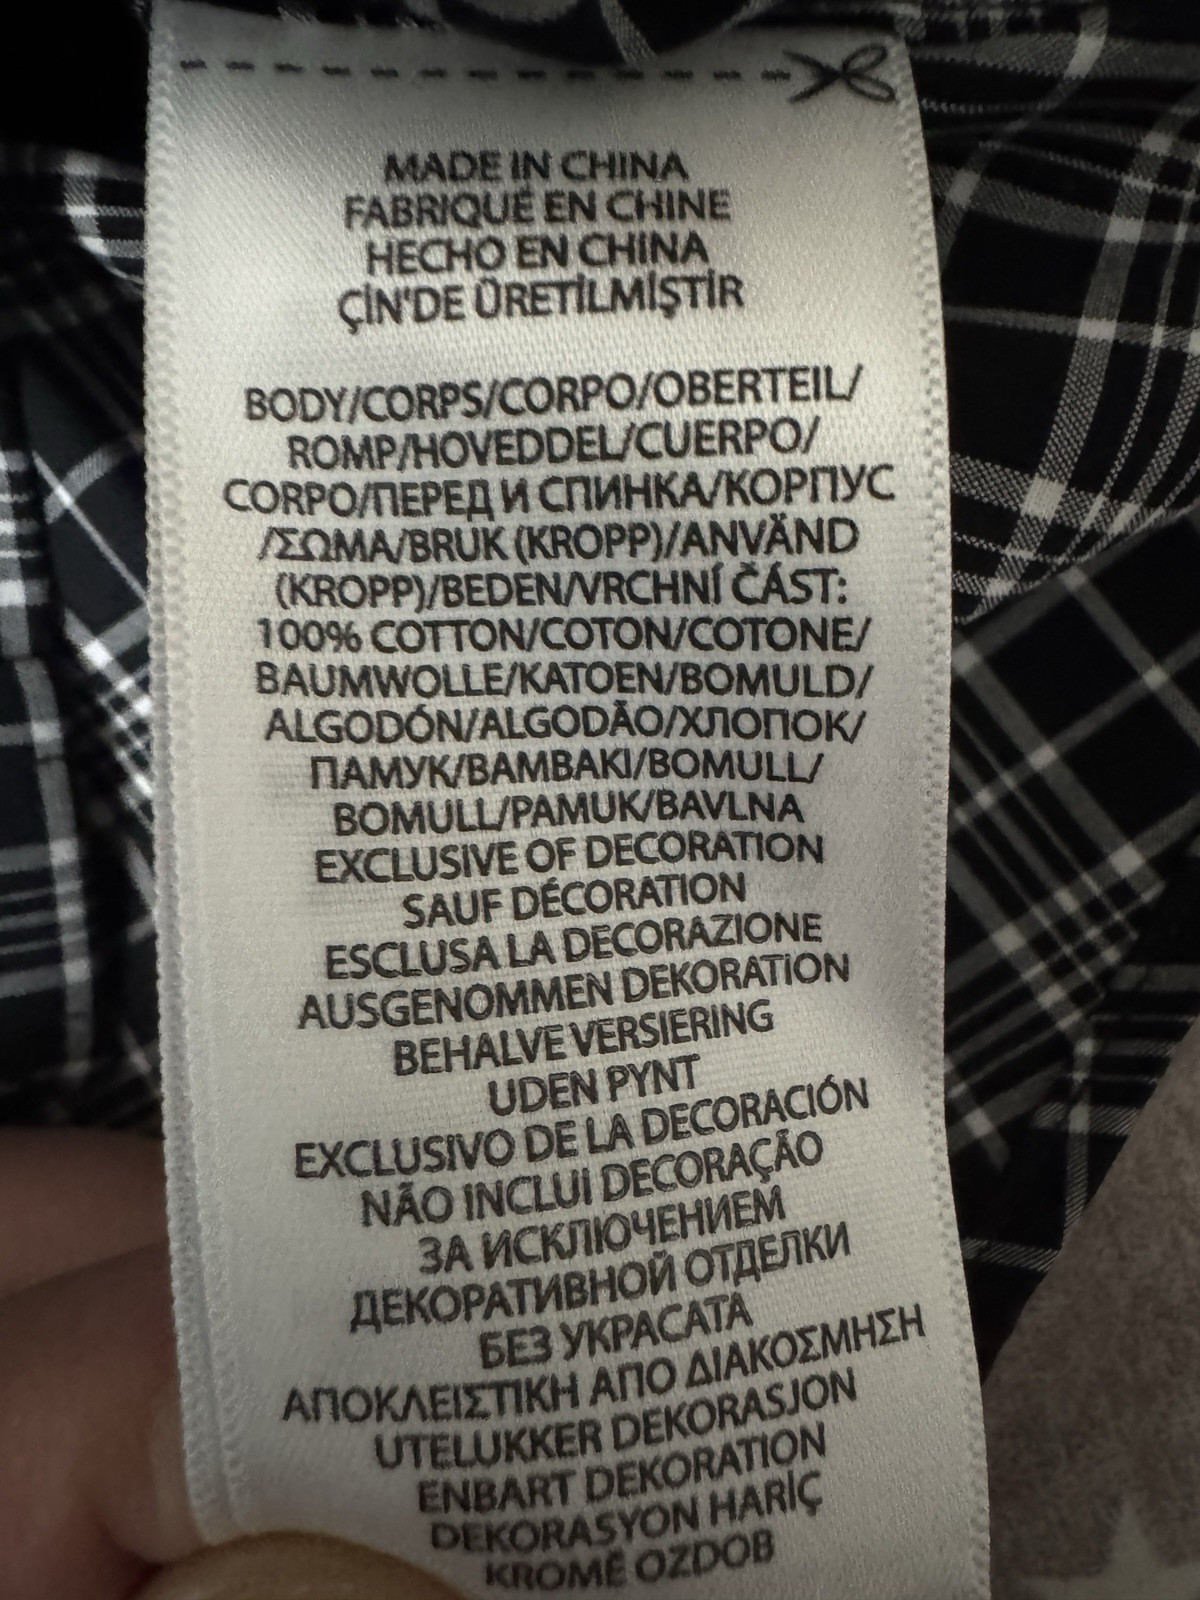 MADE IN CHINA
FABRIQUÉ EN CHINE
HECHO EN CHINA
ÇİN'DE ÜRETİLMİŞTİR
BODY/CORPS/CORPO/OBERTEIL/
ROMP/HOVEDDEL/CUERPO/
CORPO/ПЕРЕД И СПИНКА/КОРПУС
/ΣΩΜΑ/BRUK (KROPP)/ANVÄND
(KROPP)/BEDEN/VRCHNÍ ČÁST:
100% COTTON/COTON/COTONE/
BAUMWOLLE/KATOEN/BOMULD/
ALGODÓN/ALGODÃO/ХЛОПОК/
ПАМУК/ΒΑΜΒΑΚΙ/BOMULL/
BOMULL/PAMUK/BAVLNA
EXCLUSIVE OF DECORATION
SAUF DÉCORATION
ESCLUSA LA DECORAZIONE
AUSGENOMMEN DEKORATION
BEHALVE VERSIERING
UDEN PYNT
EXCLUSIVO DE LA DECORACIÓN
NÃO INCLUI DECORAÇÃO
ЗА ИСКЛЮЧЕНИЕМ
ДЕКОРАТИВНОЙ ОТДЕЛКИ
БЕЗ УКРАСАТА
ΑΠΟΚΛΕΙΣΤΙΚΗ ΑΠΟ ΔΙΑΚΟΣΜΗΣΗ
UTELUKKER DEKORASJON
ENBART DEKORATION
DEKORASYON HARİÇ
KROMĚ OZDOB